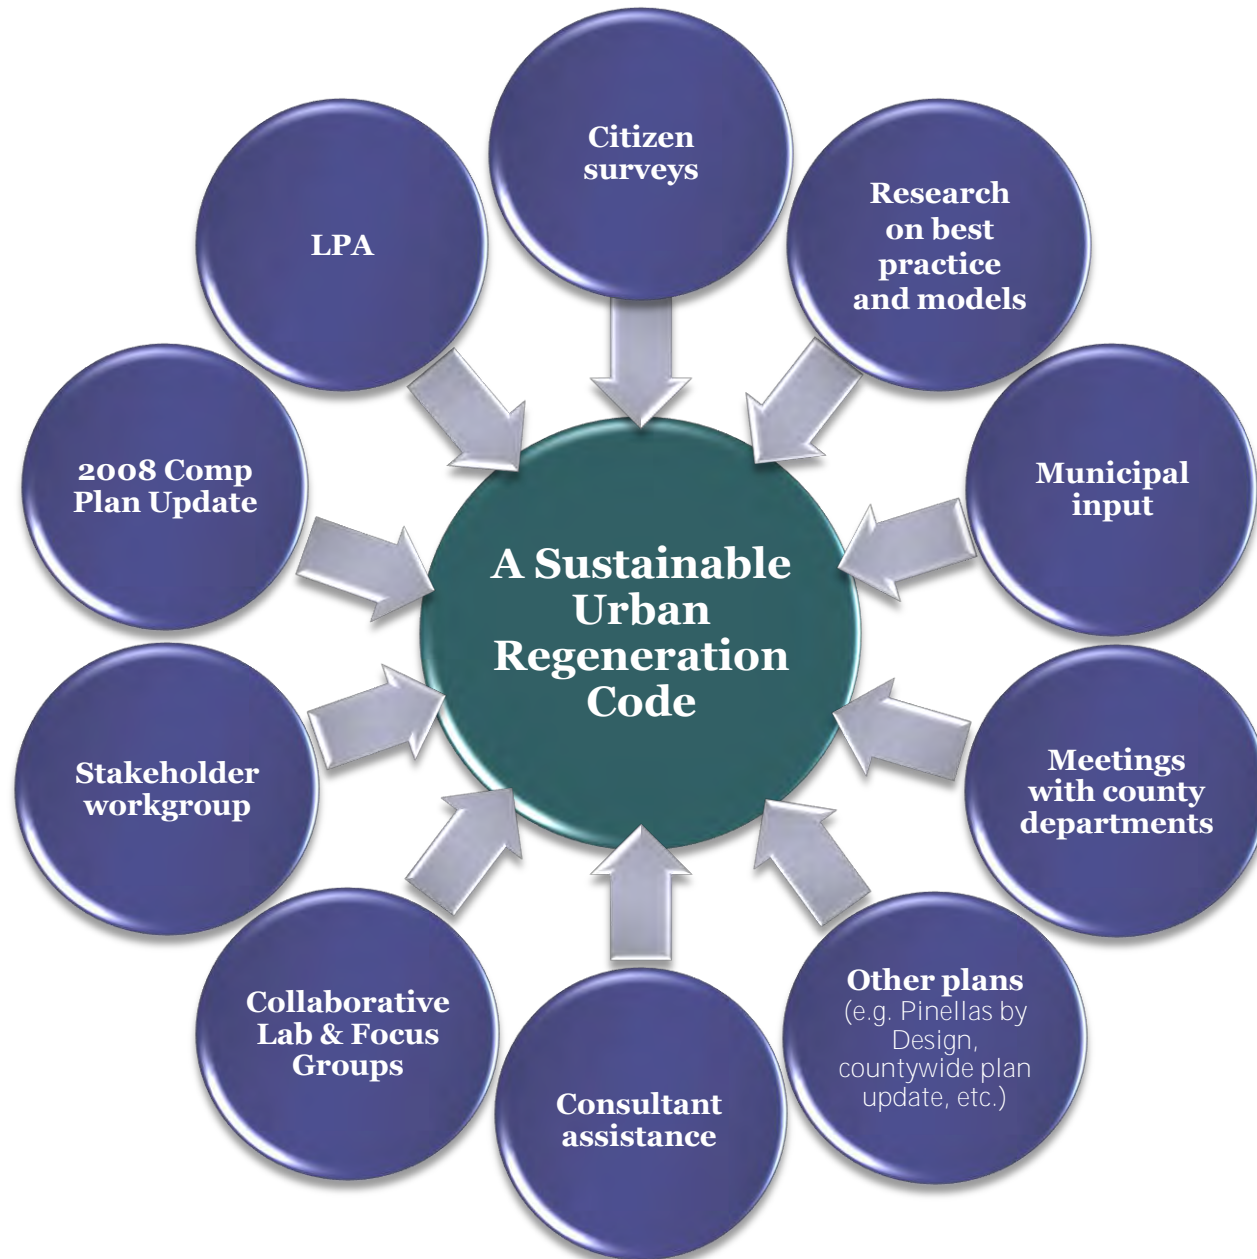 Citizen
surveys
Research
on best
practice
and models
Municipal
input
Meetings
with county
departments
Other plans
(e.g. Pinellas by
Design,
countywide plan
update, etc.)
Consultant
assistance
Collaborative
Lab & Focus
Groups
Stakeholder
workgroup
2008 Comp
Plan Update
LPA
A Sustainable
Urban
Regeneration
Code